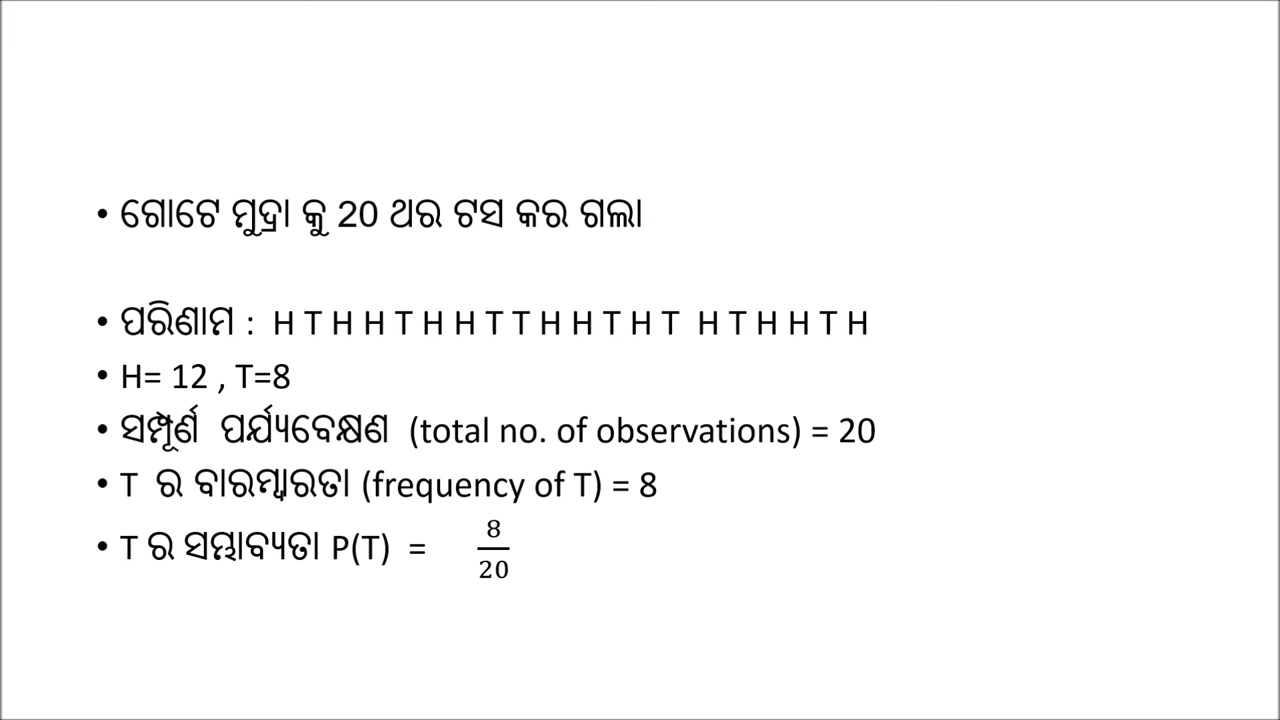 • ଗୋଟେ ମୁଦ୍ରା କୁ 20 ଥର ଟସ କର ଗଲା
• ପରିଣାମ : H T H H T H H T T H H T H T H T H H T H
• H= 12 , T=8
• ସମ୍ପୂର୍ଣ ପର୍ଯ୍ୟବେକ୍ଷଣ (total no. of observations) = 20
• T ର ବାରମ୍ବାରତା (frequency of T) = 8
• T ର ସମ୍ଭାବ୍ୟତା P(T) = 8/20